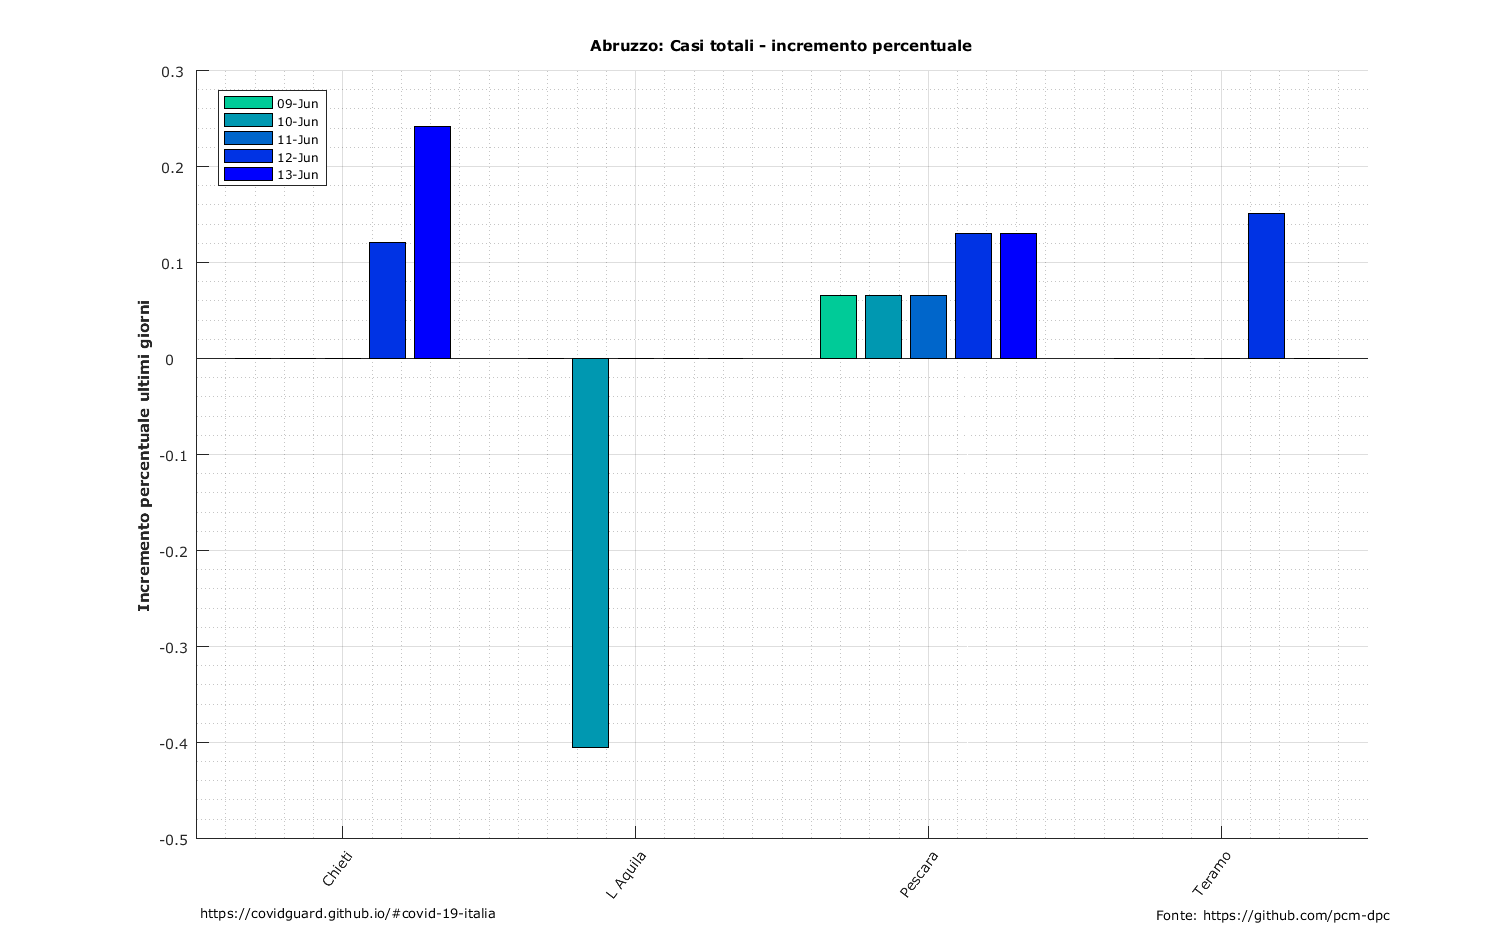 Abruzzo: Casi totali - incremento percentuale
0.3
0.2
0.1
0
-0.1
-0.2
-0.3
-0.4
-0.5
Incremento percentuale ultimi giorni
09-Jun
10-Jun
11-Jun
12-Jun
13-Jun
Chieti
L Aquila
Pescara
Teramo
https://covidguard.github.io/#covid-19-italia
Fonte: https://github.com/pcm-dpc